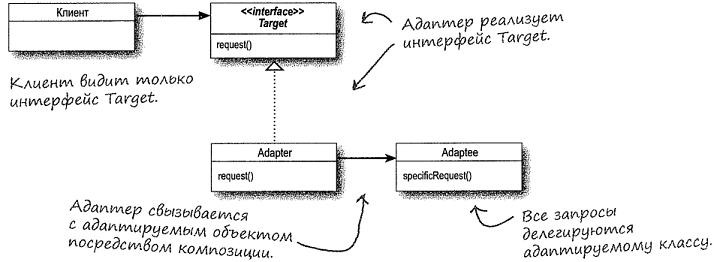 Клиент
<<interface>>
Target
request()
Адаптер реализует
интерфейс Target.
Клиент видит только
интерфейс Target.
Adapter
request()
Adaptee
specificRequest()
Адаптер свызывается
с адаптируемым объектом
посредством композиции.
Все запросы
делегируются
адаптируемому классу.